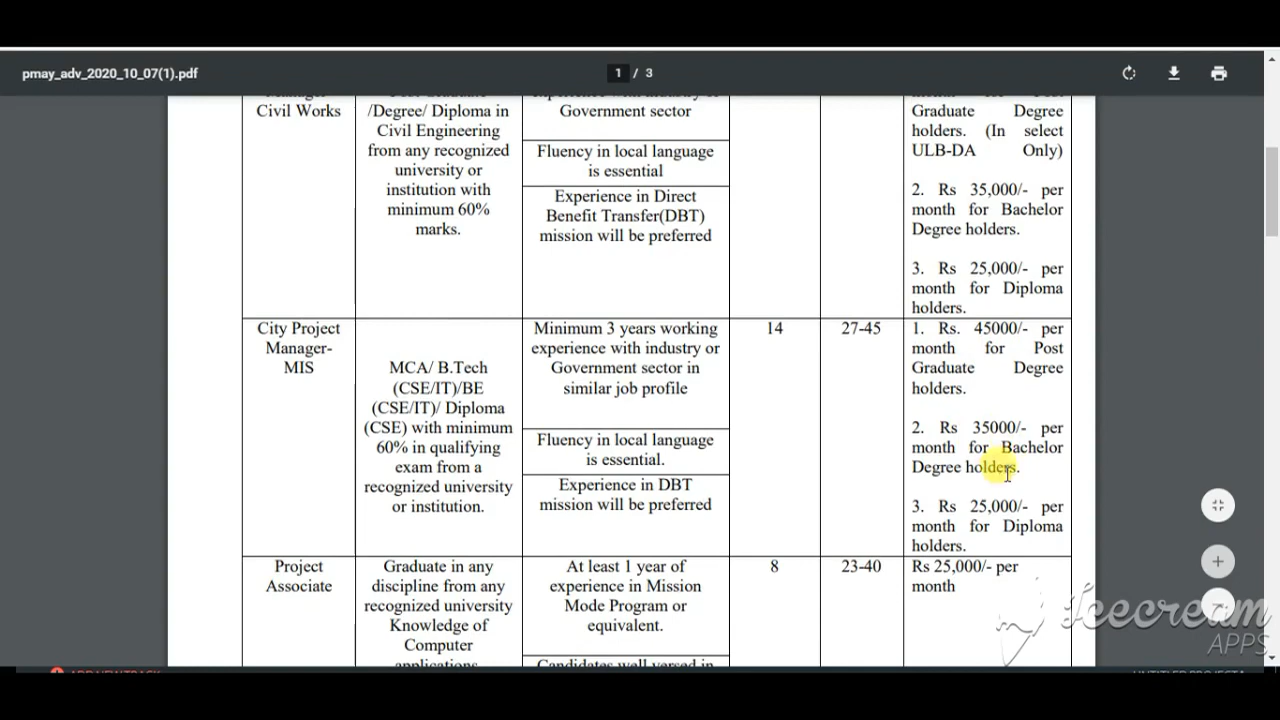 pmay_adv_2020_10_07(1).pdf
1 / 3
Civil Works
/Degree/ Diploma in
Civil Engineering
from any recognized
university or
institution with
minimum 60%
marks.
Government sector
Fluency in local language
is essential
Experience in Direct
Benefit Transfer(DBT)
mission will be preferred
Graduate Degree
holders. (In select
ULB-DA Only)
2. Rs 35,000/- per
month for Bachelor
Degree holders.
3. Rs 25,000/- per
month for Diploma
holders.
City Project
Manager-
MIS
MCA/ B.Tech
(CSE/IT)/BE
(CSE/IT)/ Diploma
(CSE) with minimum
60% in qualifying
exam from a
recognized university
or institution.
Minimum 3 years working
experience with industry or
Government sector in
similar job profile
Fluency in local language
is essential.
Experience in DBT
mission will be preferred
14
27-45
1. Rs. 45000/- per
month for Post
Graduate Degree
holders.
2. Rs 35000/- per
month for Bachelor
Degree holders.
3. Rs 25,000/- per
month for Diploma
holders.
Project
Associate
Graduate in any
discipline from any
recognized university
Knowledge of
Computer
applications
At least 1 year of
experience in Mission
Mode Program or
equivalent.
Candidates well versed in
8
23-40
Rs 25,000/- per
month
Icecream
APPS